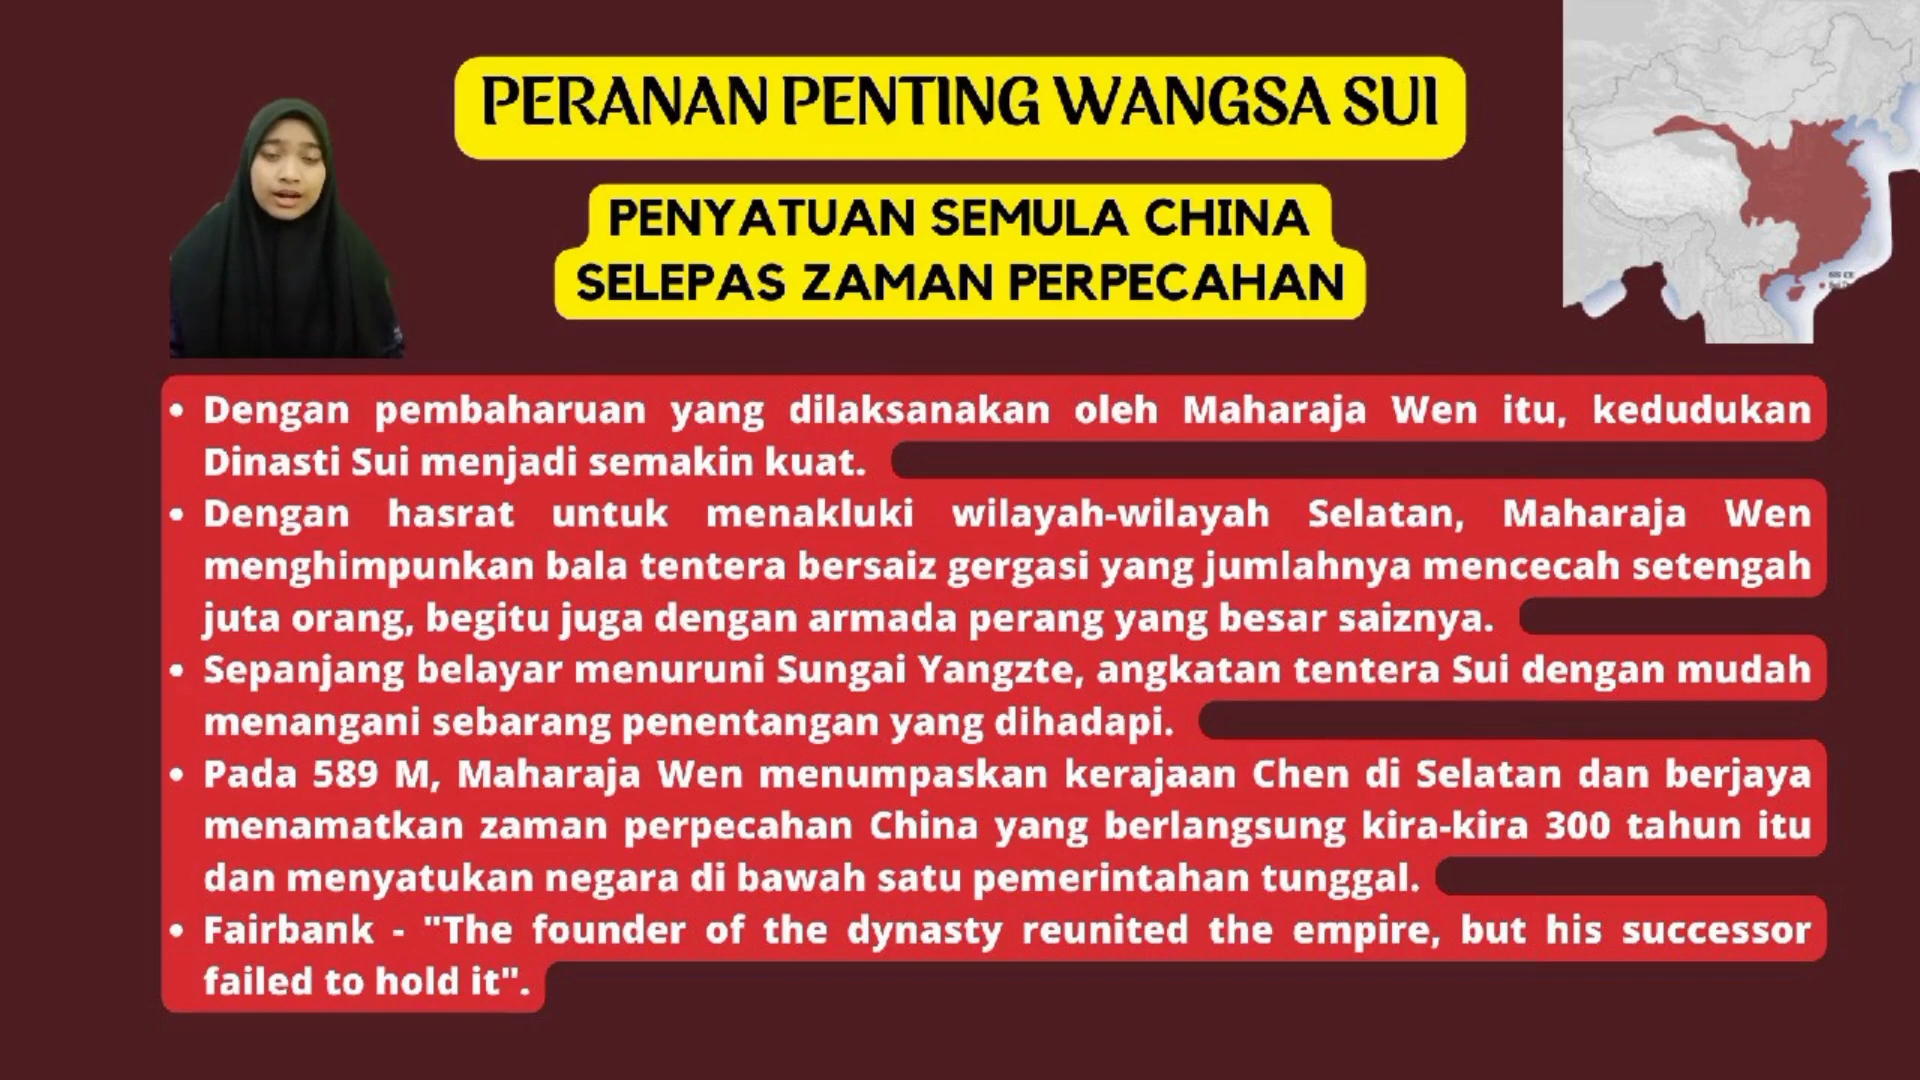 PERANAN PENTING WANGSA SUI
PENYATUAN SEMULA CHINA
SELEPAS ZAMAN PERPECAHAN
• Dengan pembaharuan yang dilaksanakan oleh Maharaja Wen itu, kedudukan
Dinasti Sui menjadi semakin kuat.
• Dengan hasrat untuk menakluki wilayah-wilayah Selatan, Maharaja Wen
menghimpunkan bala tentera bersaiz gergasi yang jumlahnya mencecah setengah
juta orang, begitu juga dengan armada perang yang besar saiznya.
• Sepanjang belayar menuruni Sungai Yangzte, angkatan tentera Sui dengan mudah
menangani sebarang penentangan yang dihadapi.
• Pada 589 M, Maharaja Wen menumpaskan kerajaan Chen di Selatan dan berjaya
menamatkan zaman perpecahan China yang berlangsung kira-kira 300 tahun itu
dan menyatukan negara di bawah satu pemerintahan tunggal.
• Fairbank - "The founder of the dynasty reunited the empire, but his successor
failed to hold it".